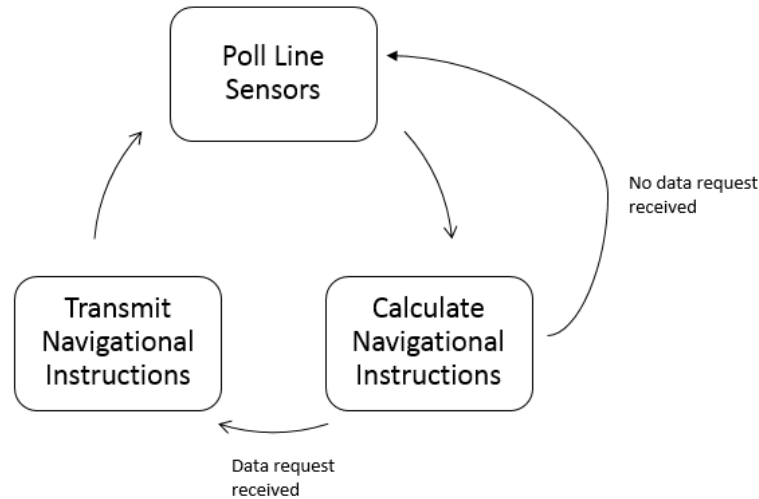 Poll Line
Sensors
No data request
received
Transmit
Navigational
Instructions
Calculate
Navigational
Instructions
Data request
received